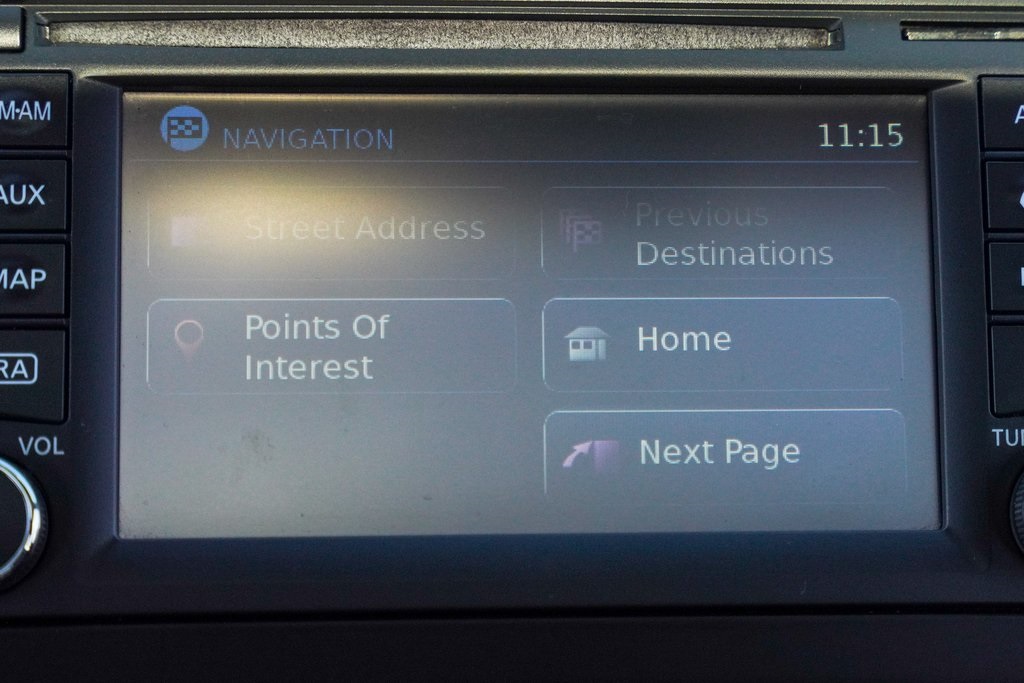 M·AM
NAVIGATION
11:15
AUX
Street Address
Previous
Destinations
MAP
Points Of
Interest
Home
RA
VOL
Next Page
TU